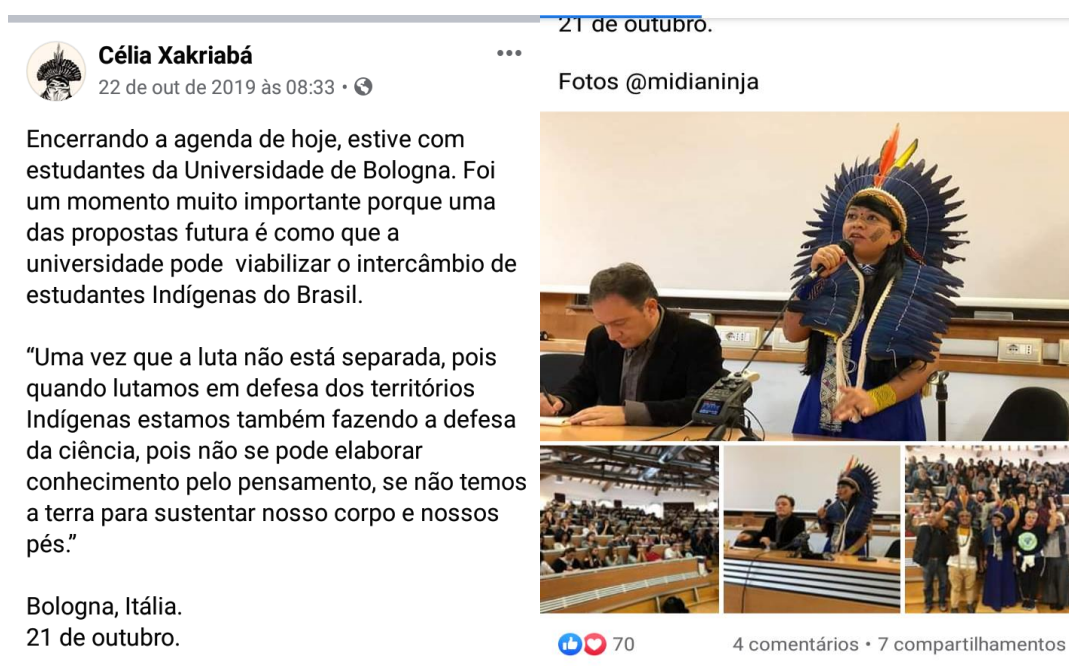 Célia Xakriabá
22 de out de 2019 às 08:33 •
Encerrando a agenda de hoje, estive com
estudantes da Universidade de Bologna. Foi
um momento muito importante porque uma
das propostas futura é como que a
universidade pode  viabilizar o intercâmbio de
estudantes Indígenas do Brasil.
“Uma vez que a luta não está separada, pois
quando lutamos em defesa dos territórios
Indígenas estamos também fazendo a defesa
da ciência, pois não se pode elaborar
conhecimento pelo pensamento, se não temos
a terra para sustentar nosso corpo e nossos
pés.”
Bologna, Itália.
21 de outubro.
21 de outubro.
Fotos @midianinja
70
4 comentários • 7 compartilhamentos